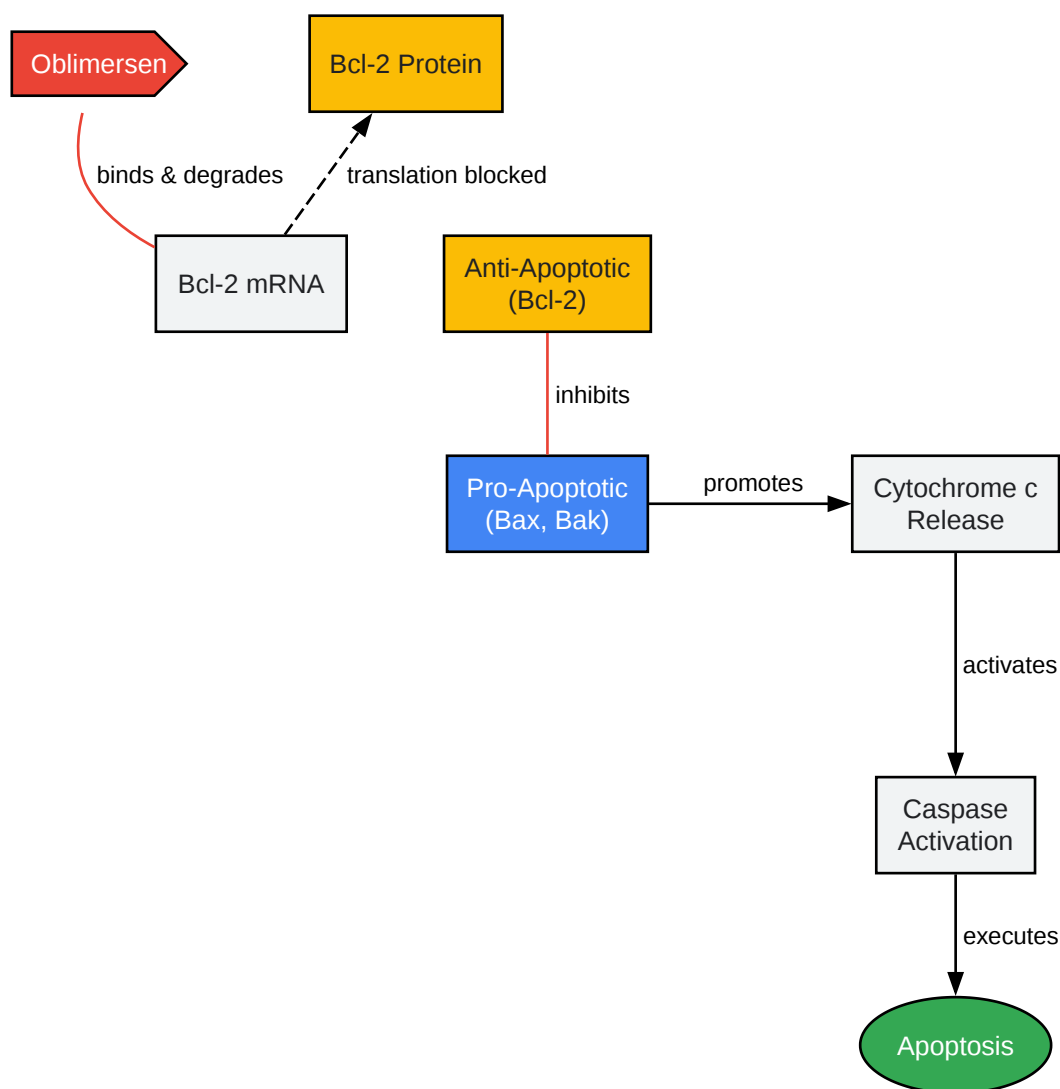 Oblimersen
Bcl-2 Protein
binds & degrades
translation blocked
Bcl-2 mRNA
Anti-Apoptotic
(Bcl-2)
inhibits
Pro-Apoptotic
(Bax, Bak)
promotes
Cytochrome c
Release
activates
Caspase
Activation
executes
Apoptosis